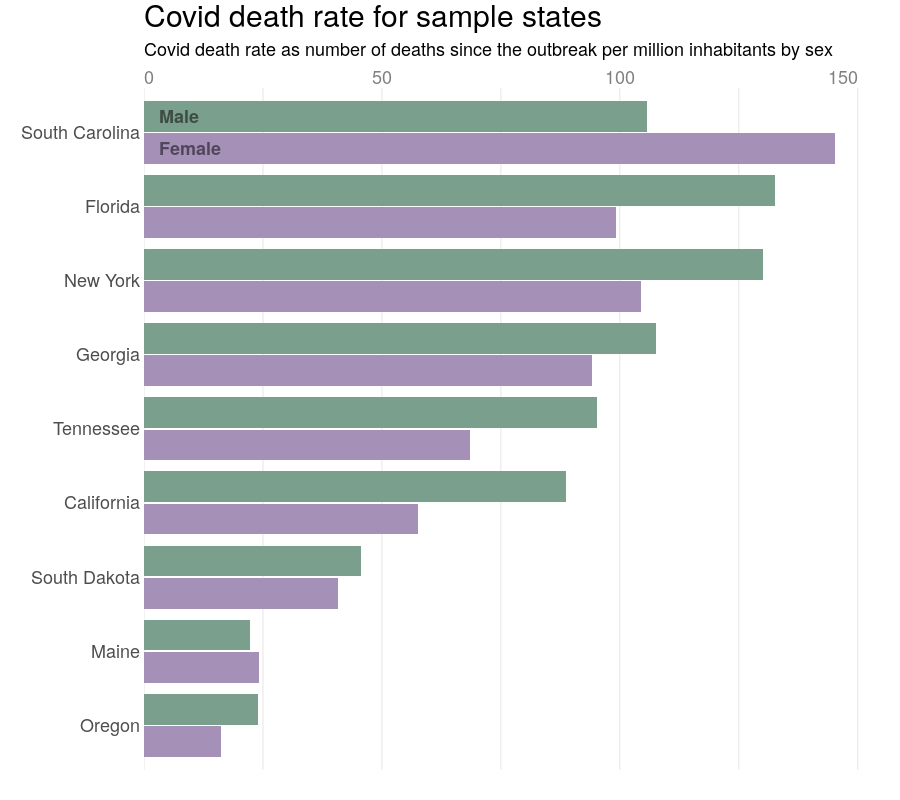 Covid death rate for sample states
Covid death rate as number of deaths since the outbreak per million inhabitants by sex
0 50 100 150
South Carolina
Male
Female
Florida
New York
Georgia
Tennessee
California
South Dakota
Maine
Oregon